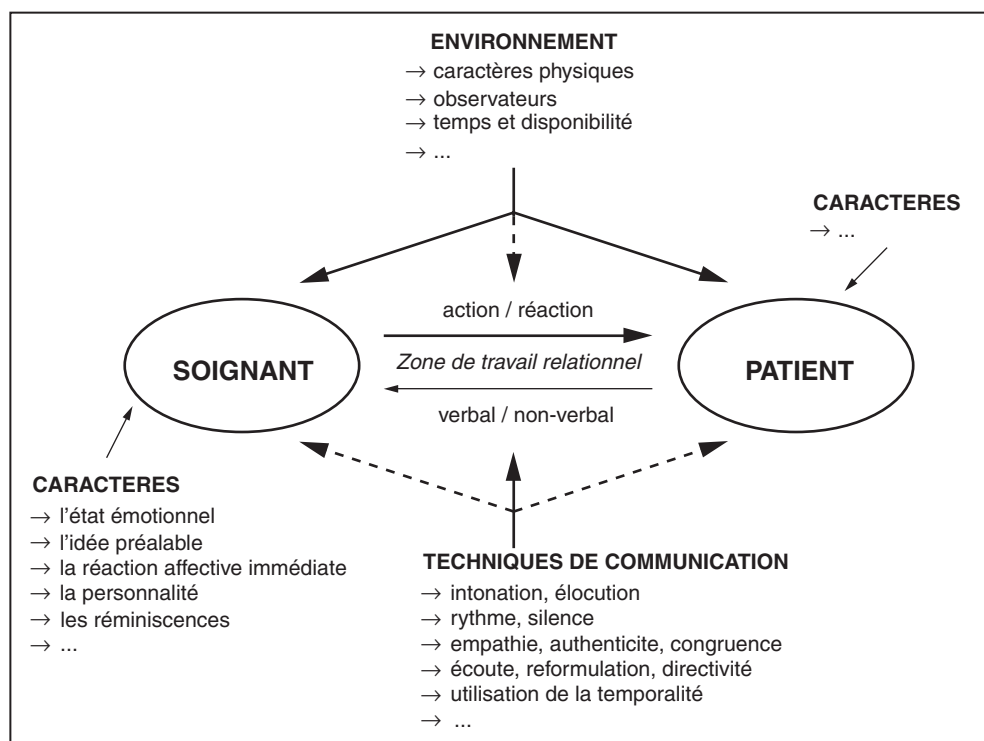 ENVIRONNEMENT
→ caractères physiques
→ observateurs
→ temps et disponibilité
→ ...
CARACTERES
→ ...
action / réaction
SOIGNANT
Zone de travail relationnel
PATIENT
verbal / non-verbal
CARACTERES
→ l'état émotionnel
→ l'idée préalable
→ la réaction affective immédiate
→ la personnalité
→ les réminiscences
→ ...
TECHNIQUES DE COMMUNICATION
→ intonation, élocution
→ rythme, silence
→ empathie, authenticite, congruence
→ écoute, reformulation, directivité
→ utilisation de la temporalité
→ ...